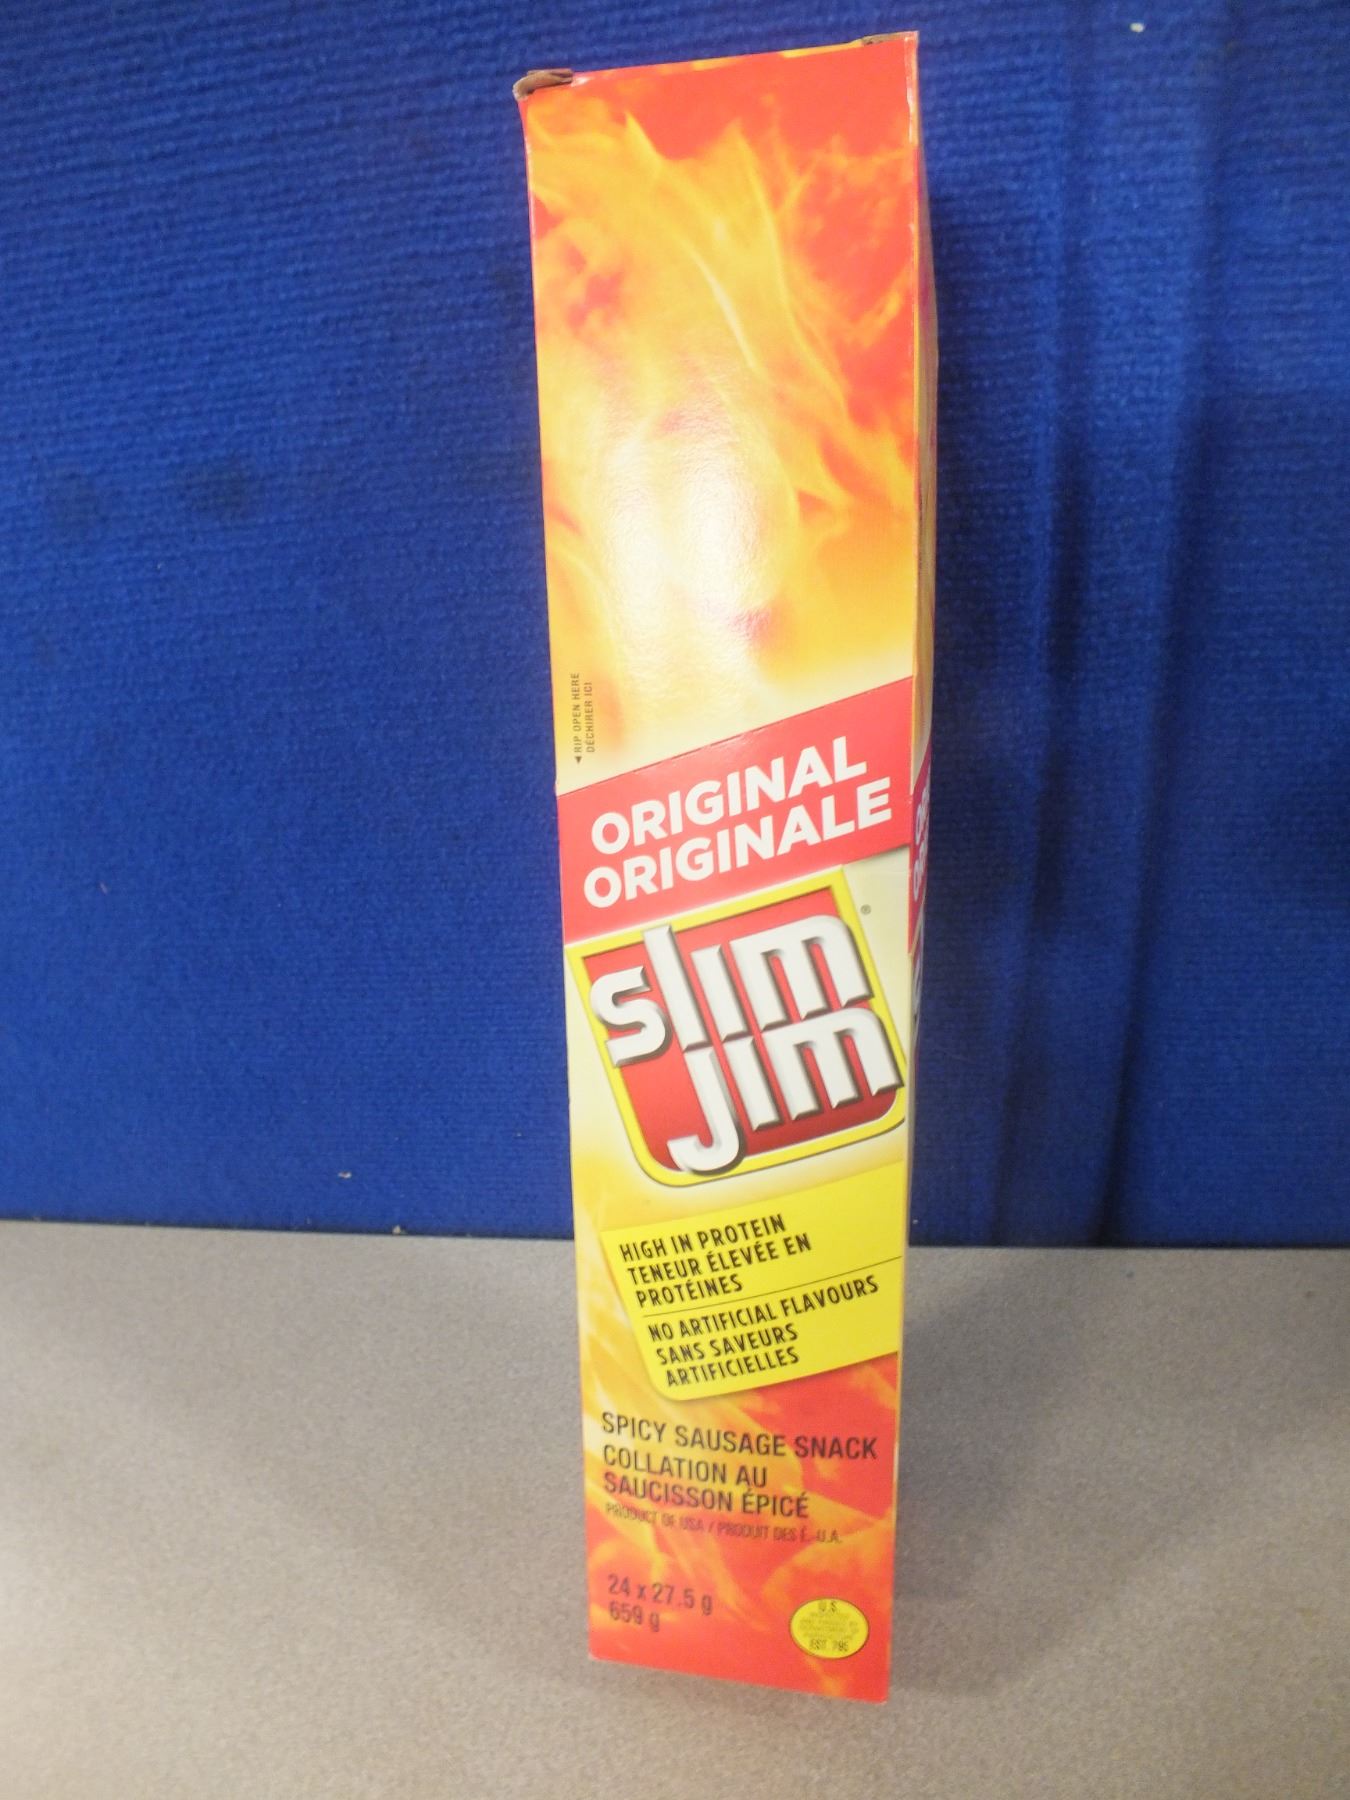 ◄ RIP OPEN HERE
DÉCHIRER ICI
ORIGINAL
ORIGINALE
slim
jim
®
HIGH IN PROTEIN
TENEUR ÉLEVÉE EN
PROTÉINES
NO ARTIFICIAL FLAVOURS
SANS SAVEURS
ARTIFICIELLES
SPICY SAUSAGE SNACK
COLLATION AU
SAUCISSON ÉPICÉ
PRODUCT OF USA / PRODUIT DES É.-U.A.
24 x 27.5 g
659 g
U.S.
EST. 795